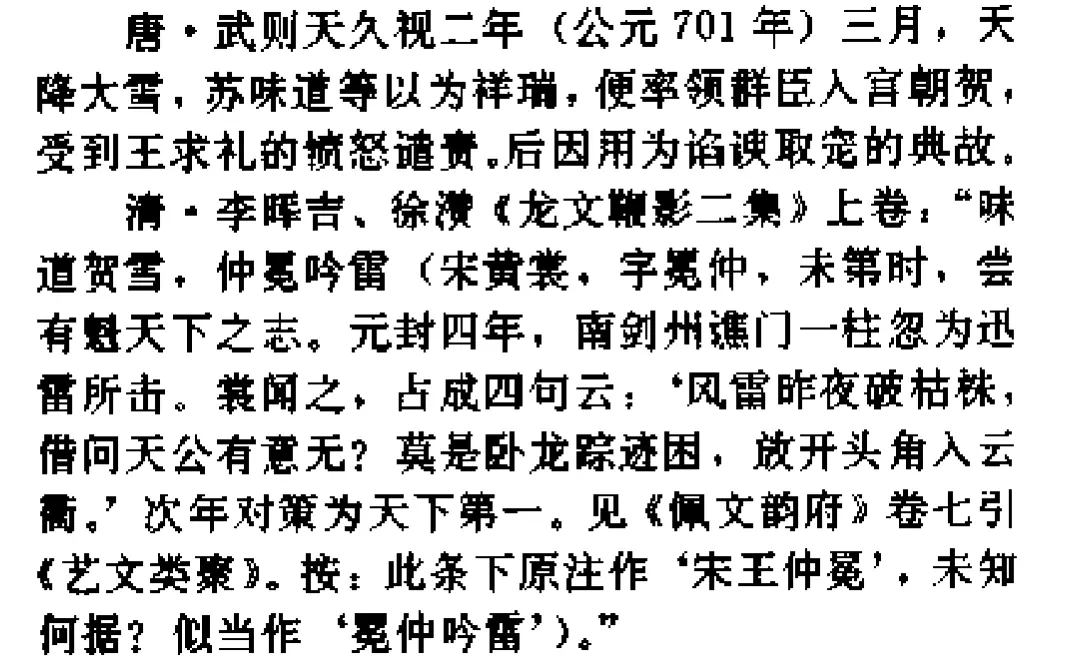 唐·武则天久视二年（公元701年）三月，天
降大雪，苏味道等以为祥瑞，便率领群臣入宫朝贺，
受到王求礼的愤怒谴责。后因用为谄谀取宠的典故。
清·李晖吉、徐灒《龙文鞭影二集》上卷：“味
道贺雪，仲冕吟雷（宋黄裳，字冕仲，未第时，尝
有魁天下之志。元封四年，南剑州谯门一柱忽为迅
雷所击。裳闻之，占成四句云：‘风雷昨夜破枯株，
借问天公有意无？莫是卧龙踪迹困，放开头角入云
衢。’次年对策为天下第一。见《佩文韵府》卷七引
《艺文类聚》。按：此条下原注作‘宋王仲冕’，未知
何据？似当作‘冕仲吟雷’）。”